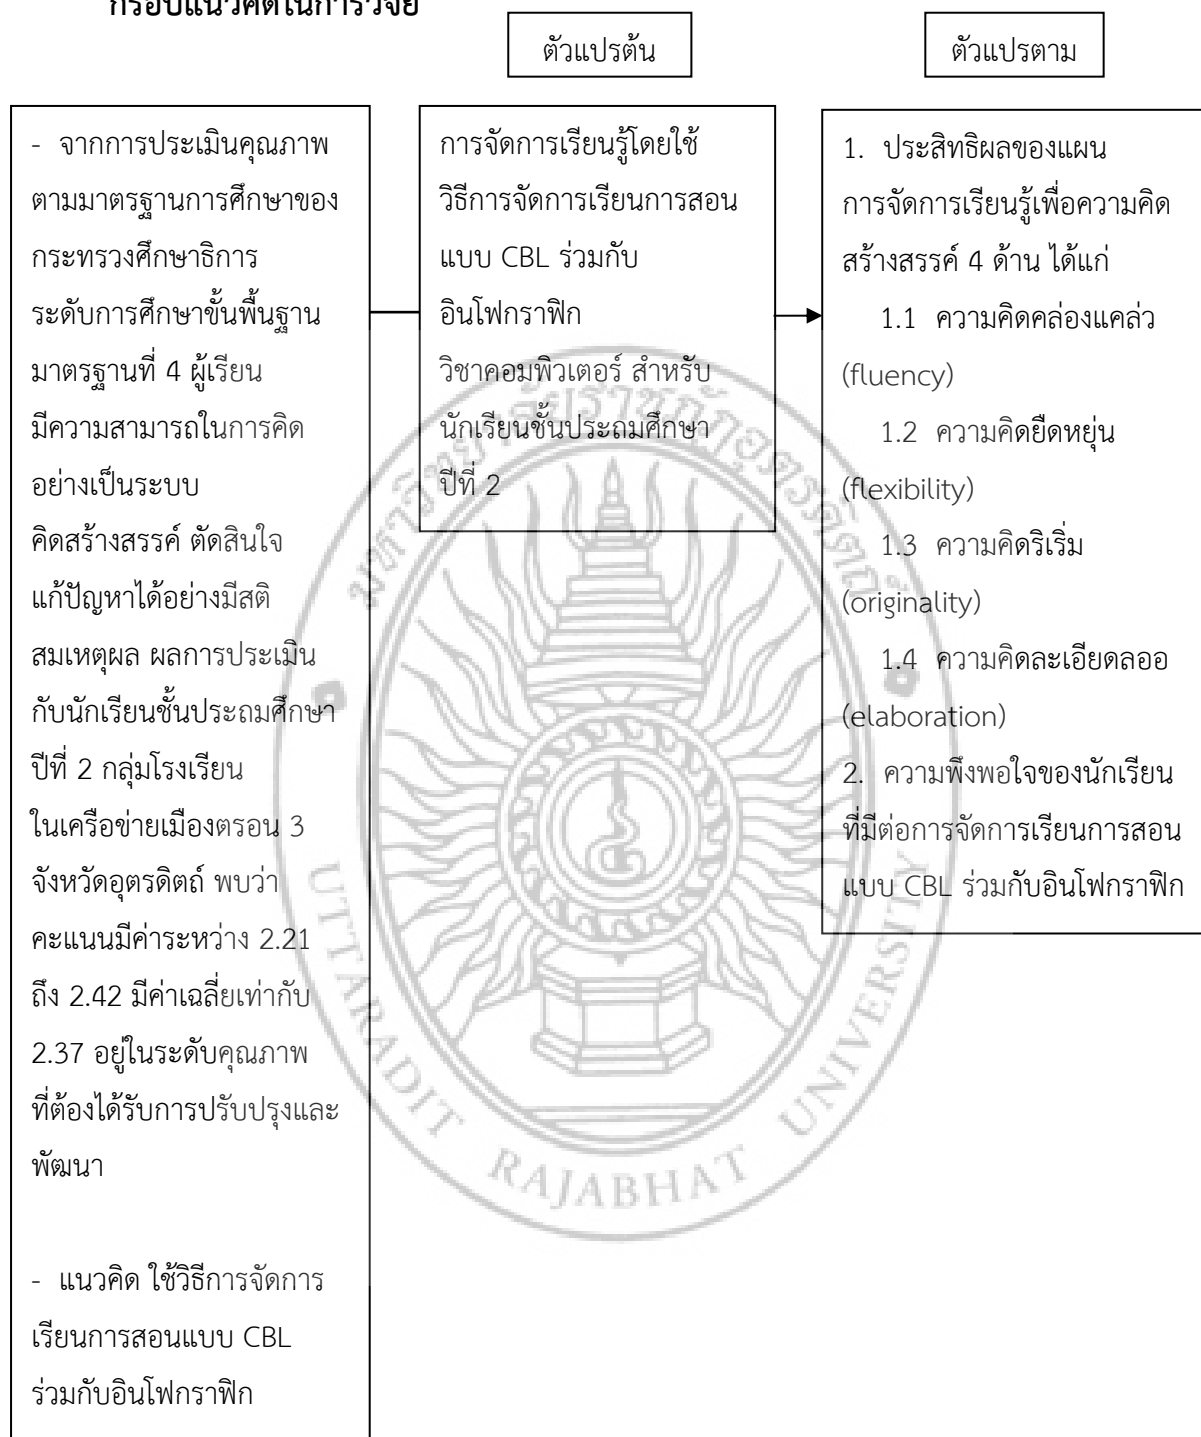 กรอบแนวคิดในการวิจัย
ตัวแปรต้น
ตัวแปรตาม
- จากการประเมินคุณภาพ
ตามมาตรฐานการศึกษาของ
กระทรวงศึกษาธิการ
ระดับการศึกษาขั้นพื้นฐาน
มาตรฐานที่ 4 ผู้เรียน
มีความสามารถในการคิด
อย่างเป็นระบบ
คิดสร้างสรรค์ ตัดสินใจ
แก้ปัญหาได้อย่างมีสติ
สมเหตุผล ผลการประเมิน
กับนักเรียนชั้นประถมศึกษา
ปีที่ 2 กลุ่มโรงเรียน
ในเครือข่ายเมืองตรอน 3
จังหวัดอุตรดิตถ์ พบว่า
คะแนนมีค่าระหว่าง 2.21
ถึง 2.42 มีค่าเฉลี่ยเท่ากับ
2.37 อยู่ในระดับคุณภาพ
ที่ต้องได้รับการปรับปรุงและ
พัฒนา
- แนวคิด ใช้วิธีการจัดการ
เรียนการสอนแบบ CBL
ร่วมกับอินโฟกราฟิก
การจัดการเรียนรู้โดยใช้
วิธีการจัดการเรียนการสอน
แบบ CBL ร่วมกับ
อินโฟกราฟิก
วิชาคอมพิวเตอร์ สำหรับ
นักเรียนชั้นประถมศึกษา
ปีที่ 2
1. ประสิทธิผลของแผน
การจัดการเรียนรู้เพื่อความคิด
สร้างสรรค์ 4 ด้าน ได้แก่
1.1 ความคิดคล่องแคล่ว
(fluency)
1.2 ความคิดยืดหยุ่น
(flexibility)
1.3 ความคิดริเริ่ม
(originality)
1.4 ความคิดละเอียดลออ
(elaboration)
2. ความพึงพอใจของนักเรียน
ที่มีต่อการจัดการเรียนการสอน
แบบ CBL ร่วมกับอินโฟกราฟิก
มหาวิทยาลัยราชภัฏอุตรดิตถ์
UTTARADIT RAJABHAT UNIVERSITY